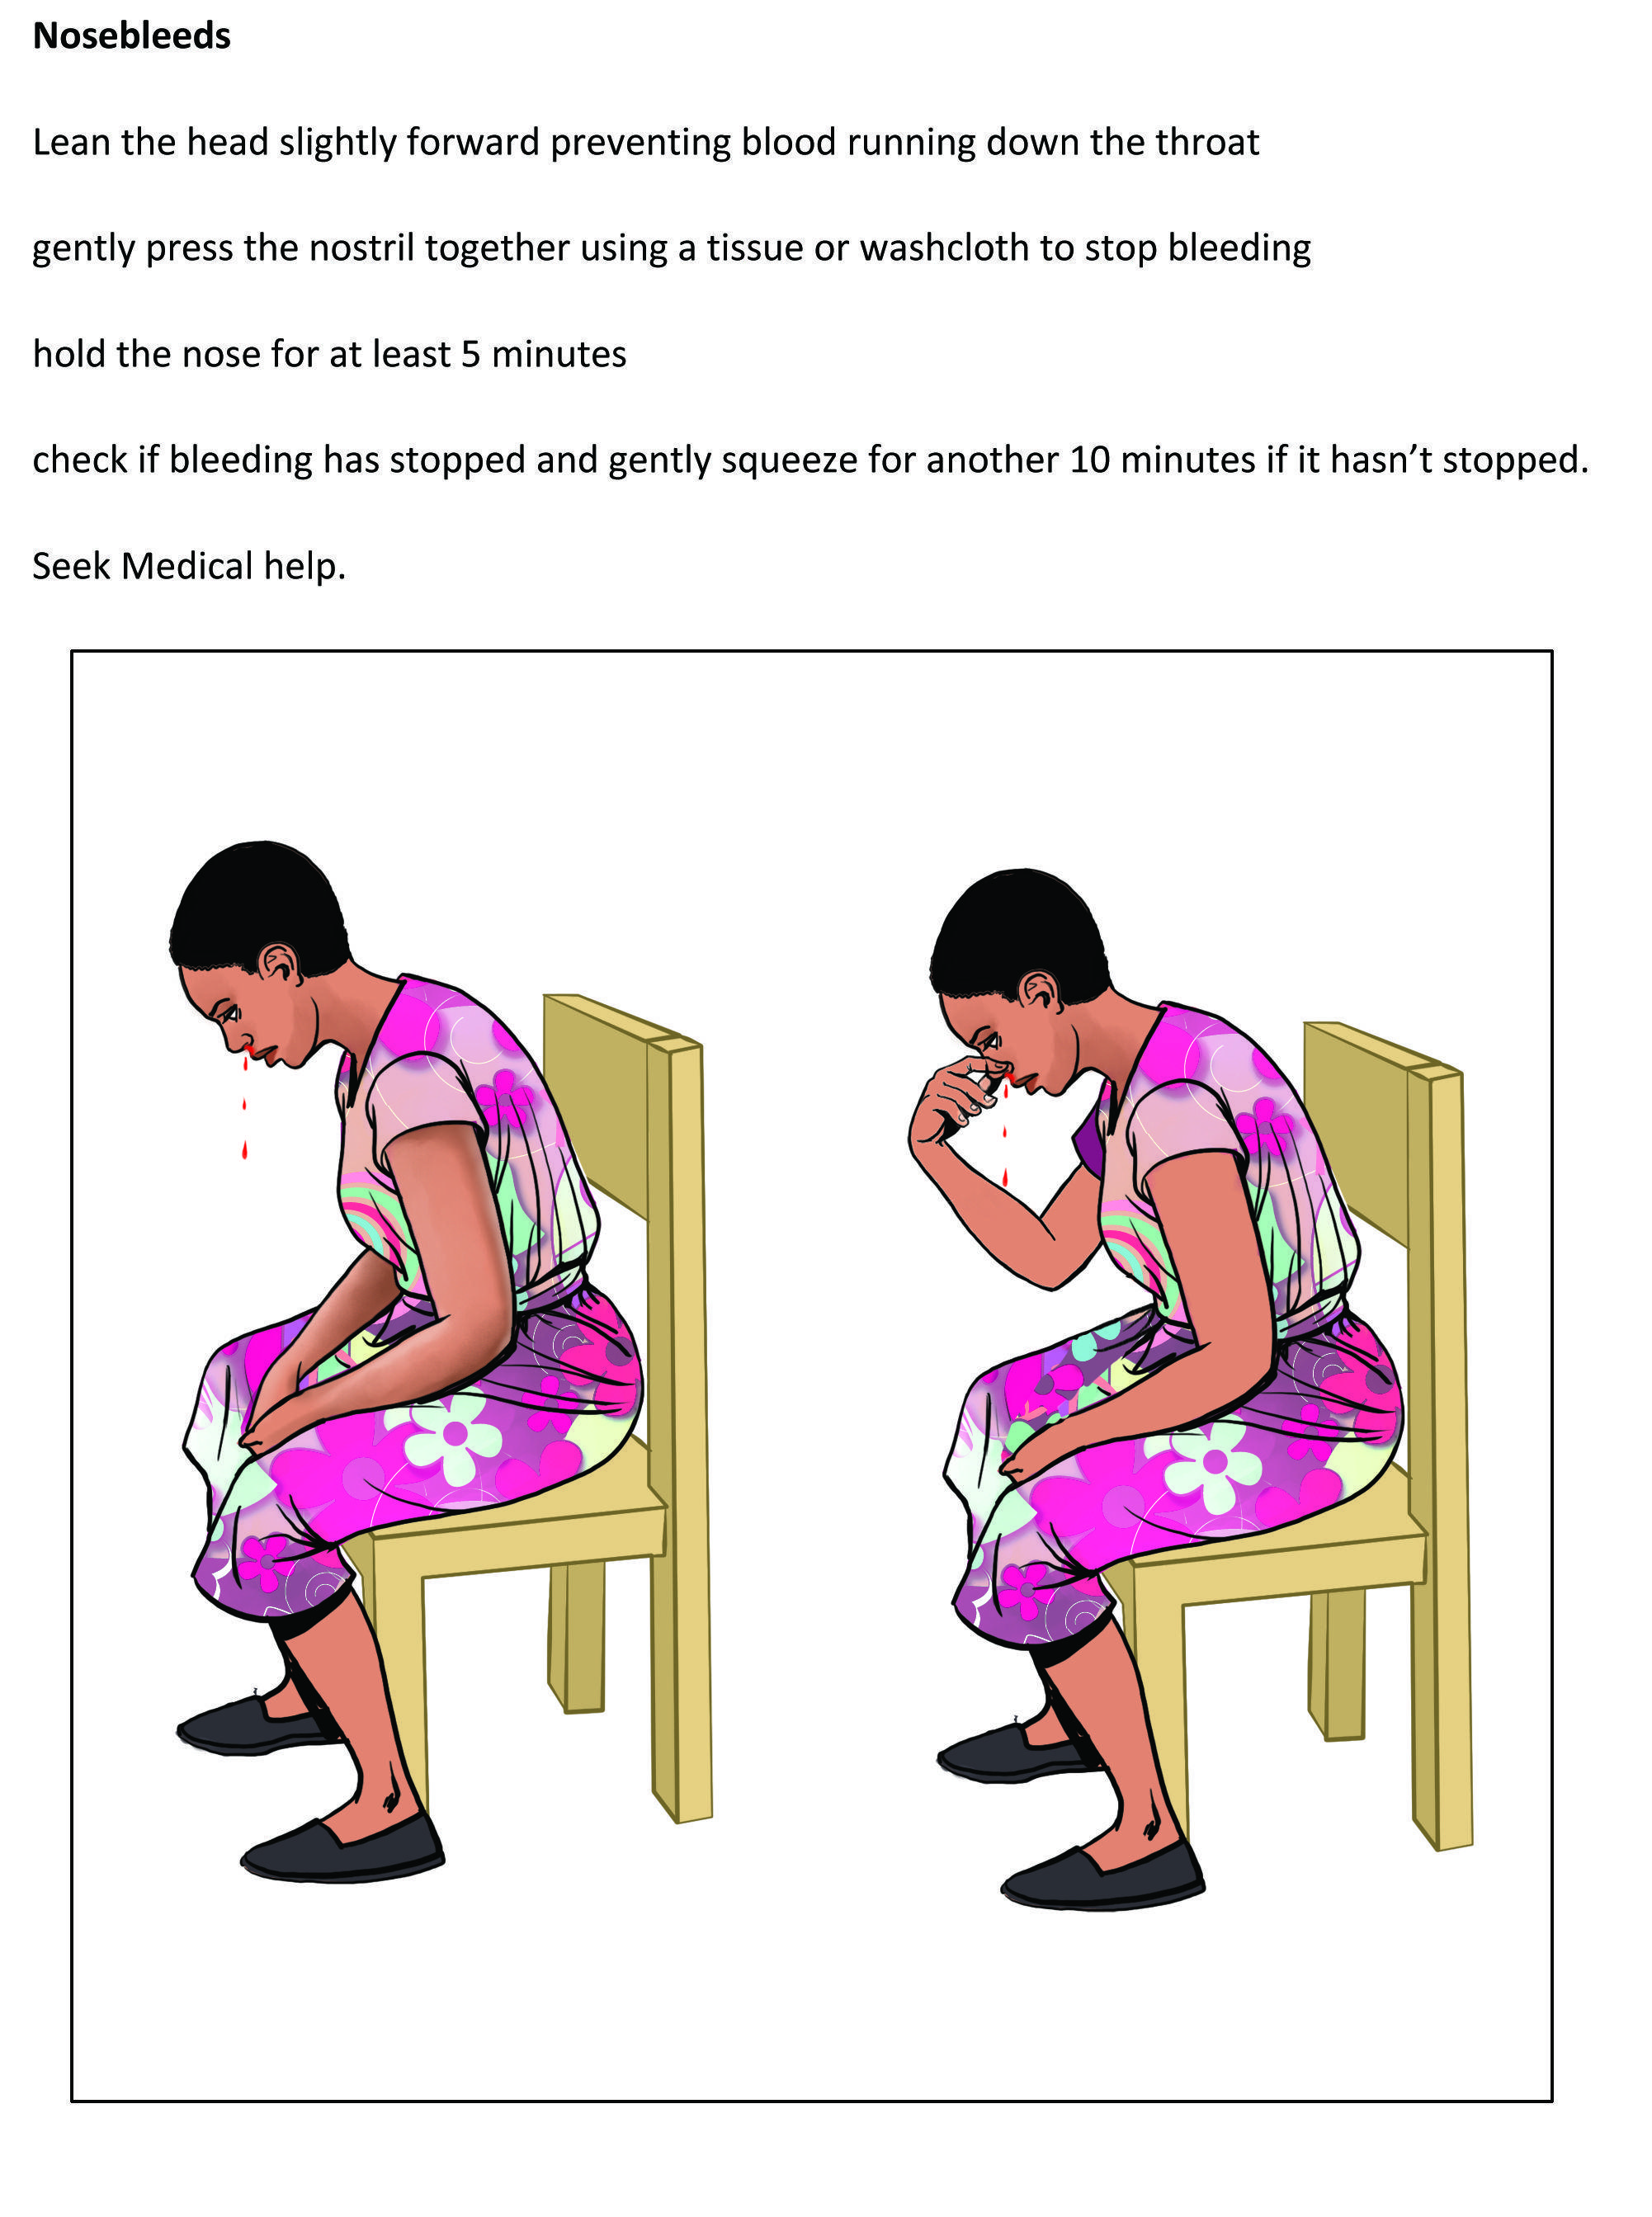 Nosebleeds
Lean the head slightly forward preventing blood running down the throat
gently press the nostril together using a tissue or washcloth to stop bleeding
hold the nose for at least 5 minutes
check if bleeding has stopped and gently squeeze for another 10 minutes if it hasn’t stopped.
Seek Medical help.